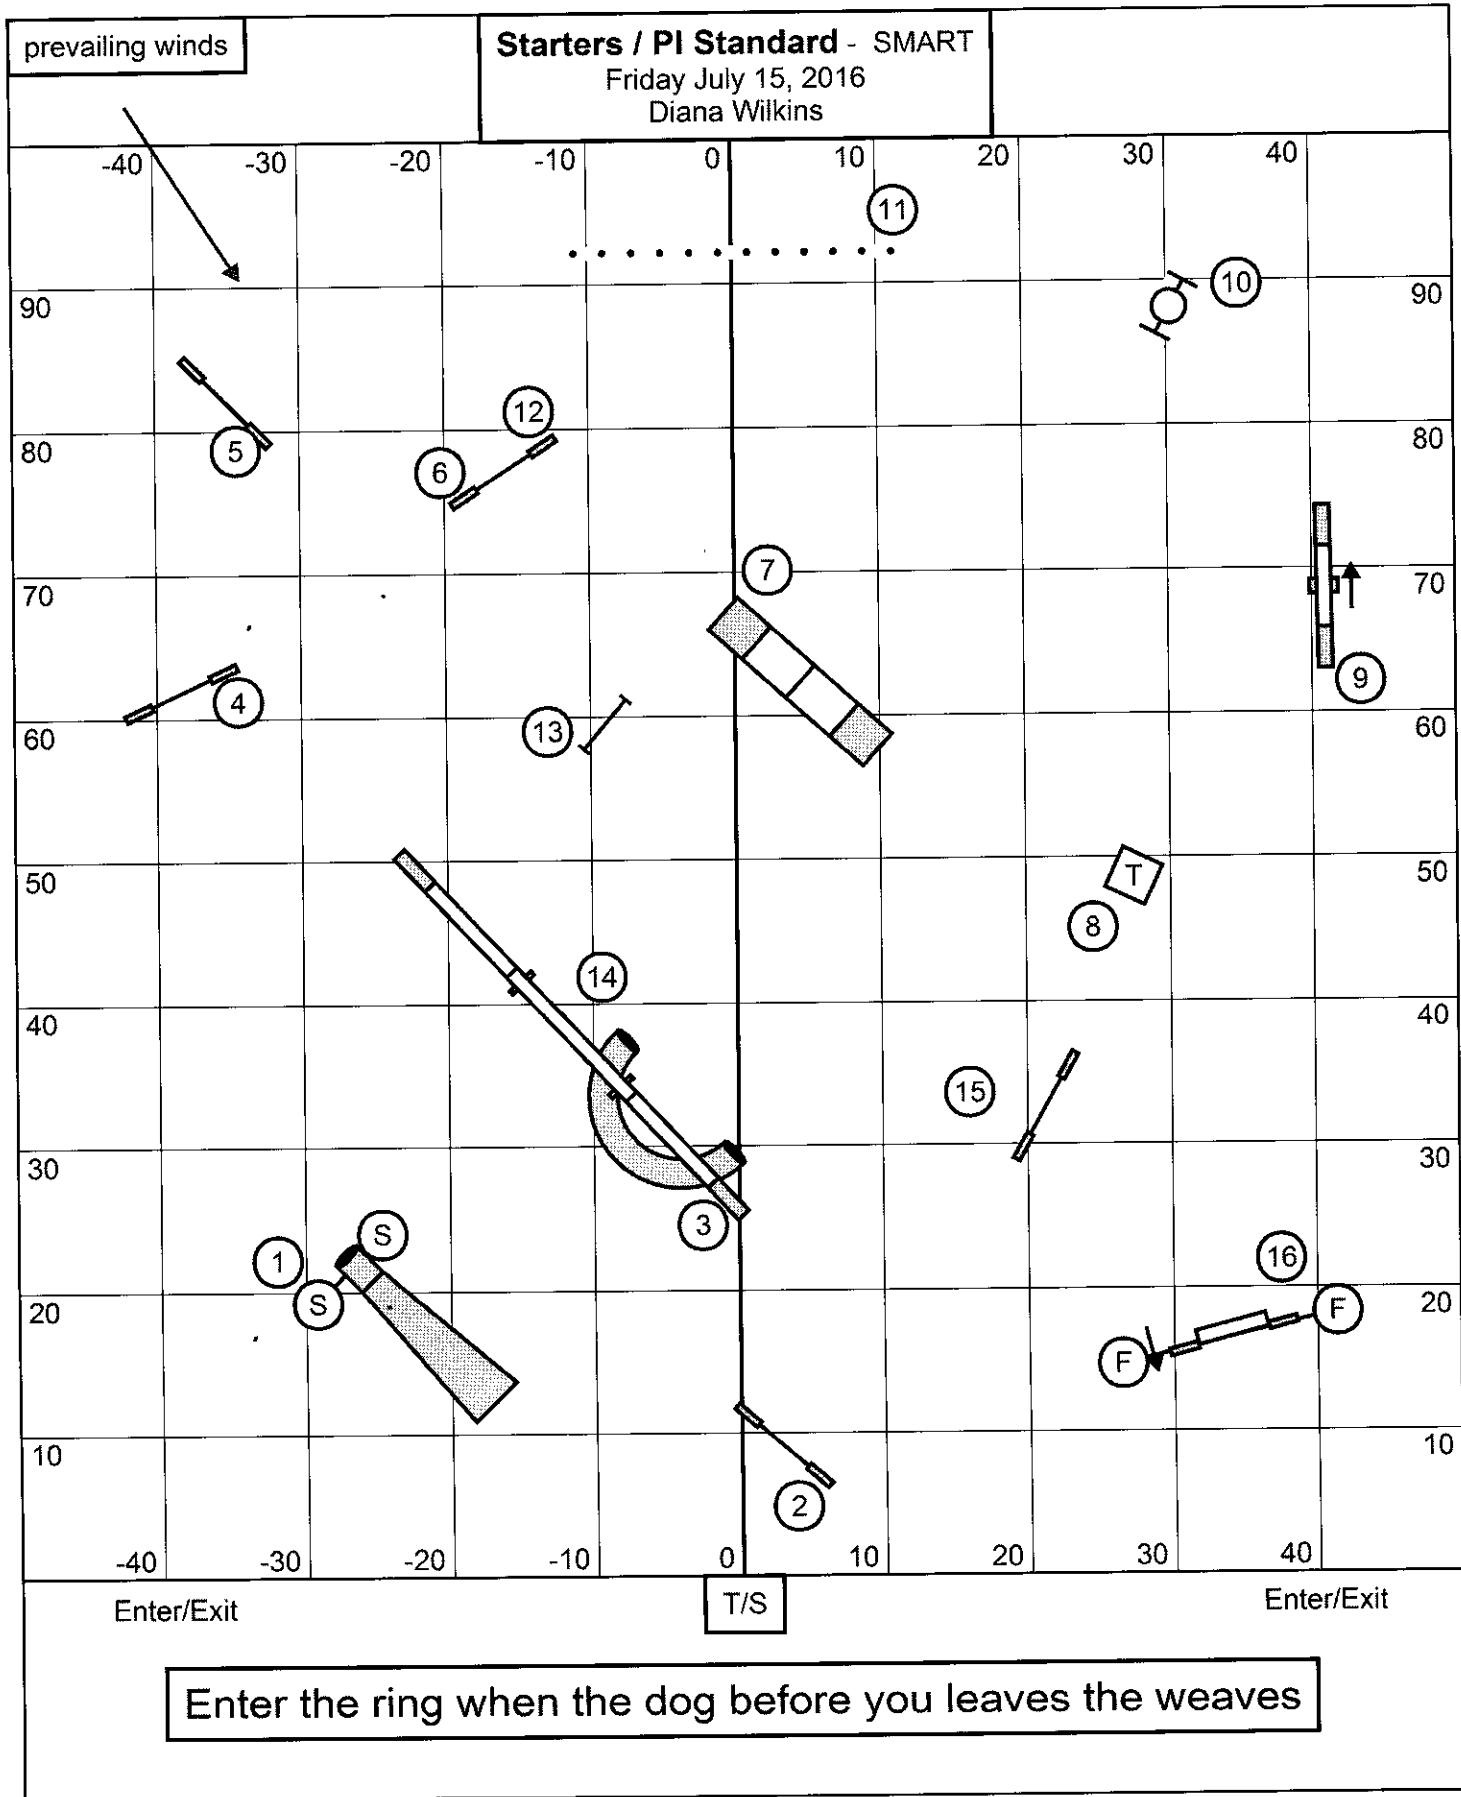 prevailing winds
Starters / PI Standard - SMART
Friday July 15, 2016
Diana Wilkins
-40 -30 -20 -10 0 10 20 30 40
11
10
90 90
12
5 6
80 80
7
70 70
4 13 9
60 60
T
50 50
8
14
40 40
15
30 30
3
S
1 16
S F
20 20
F
10 10
2
-40 -30 -20 -10 0 10 20 30 40
Enter/Exit T/S Enter/Exit
Enter the ring when the dog before you leaves the weaves